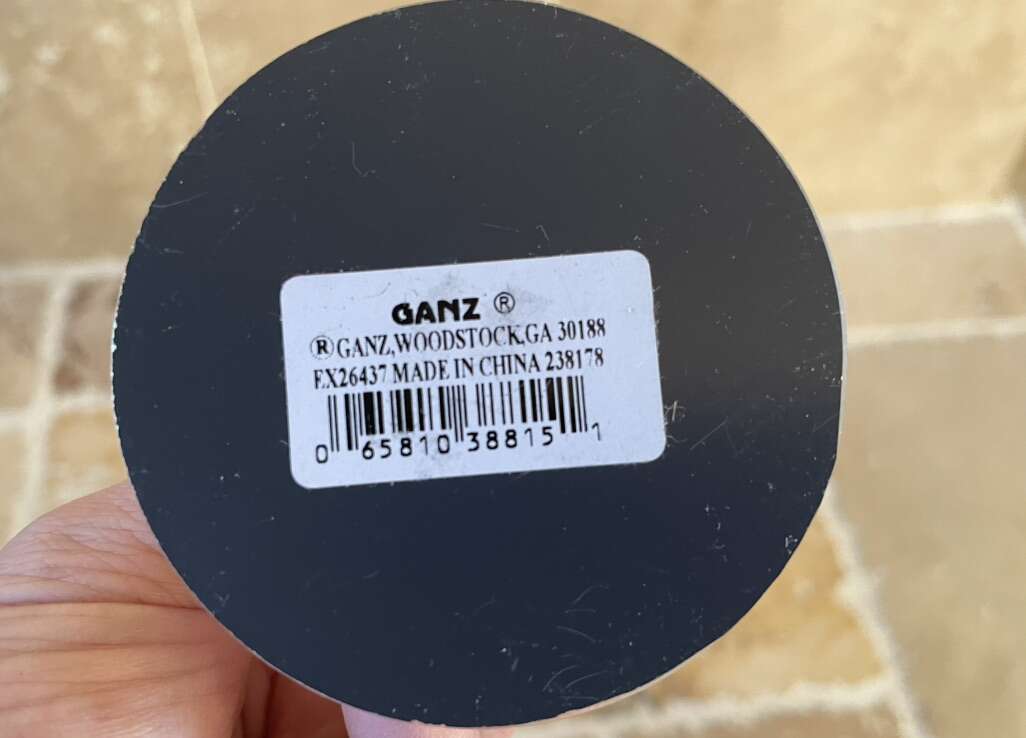 GANZ ®
® GANZ,WOODSTOCK,GA 30188
EX26437 MADE IN CHINA 238178
0 65810 38815 1